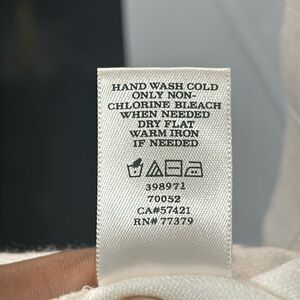 HAND WASH COLD
ONLY NON-
CHLORINE BLEACH
WHEN NEEDED
DRY FLAT
WARM IRON
IF NEEDED
398971
70052
CA#57421
RN# 77379